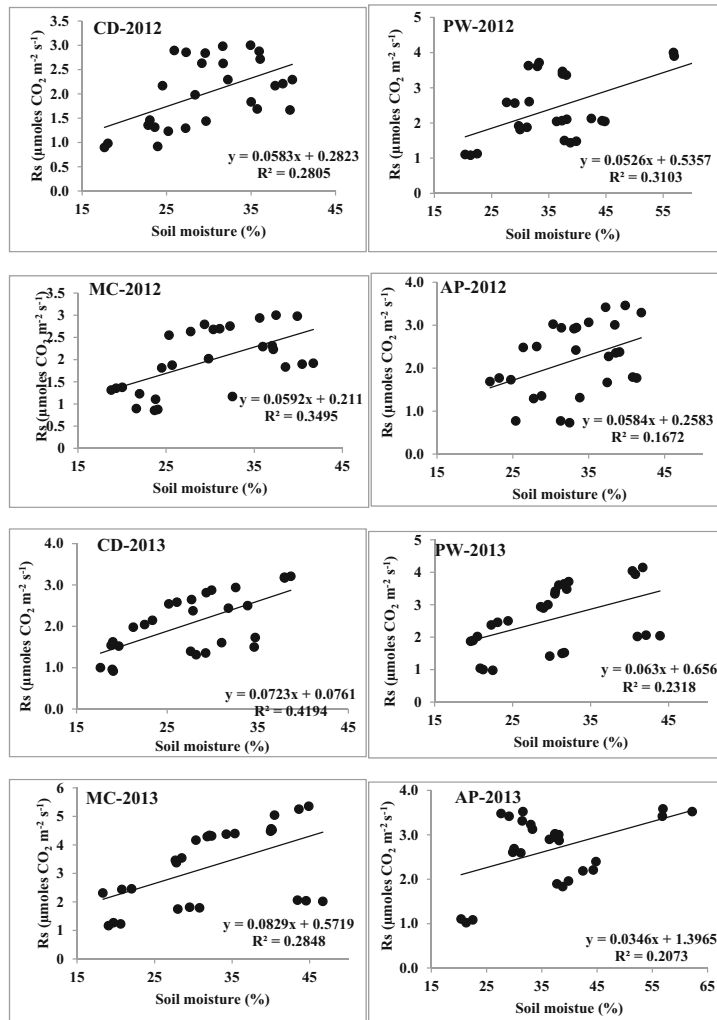 CD-2012
Rs (µmoles CO2 m-2 s-1)
3.5
3.0
2.5
2.0
1.5
1.0
0.5
0.0
y = 0.0583x + 0.2823
R² = 0.2805
15
25
35
45
Soil moisture (%)
PW-2012
Rs (µmoles CO2 m-2 s-1)
5
4
3
2
1
0
y = 0.0526x + 0.5357
R² = 0.3103
15
25
35
45
55
Soil moisture (%)
MC-2012
Rs (µmoles CO2 m-2 s-1)
3.5
3
2.5
2
1.5
1
0.5
0
y = 0.0592x + 0.211
R² = 0.3495
15
25
35
45
Soil moisture (%)
AP-2012
Rs (µmoles CO2 m-2 s-1)
4.0
3.0
2.0
1.0
0.0
y = 0.0584x + 0.2583
R² = 0.1672
15
25
35
45
Soil moisture (%)
CD-2013
Rs (µmoles CO2 m-2 s-1)
4.0
3.0
2.0
1.0
0.0
y = 0.0723x + 0.0761
R² = 0.4194
15
25
35
45
Soil moisture (%)
PW-2013
Rs (µmoles CO2 m-2 s-1)
5
4
3
2
1
0
y = 0.063x + 0.656
R² = 0.2318
15
25
35
45
Soil moisture (%)
MC-2013
Rs (µmoles CO2 m-2 s-1)
6
5
4
3
2
1
0
y = 0.0829x + 0.5719
R² = 0.2848
15
25
35
45
Soil moisture (%)
AP-2013
Rs (µmoles CO2 m-2 s-1)
4.0
3.0
2.0
1.0
0.0
y = 0.0346x + 1.3965
R² = 0.2073
15
25
35
45
55
65
Soil moistue (%)